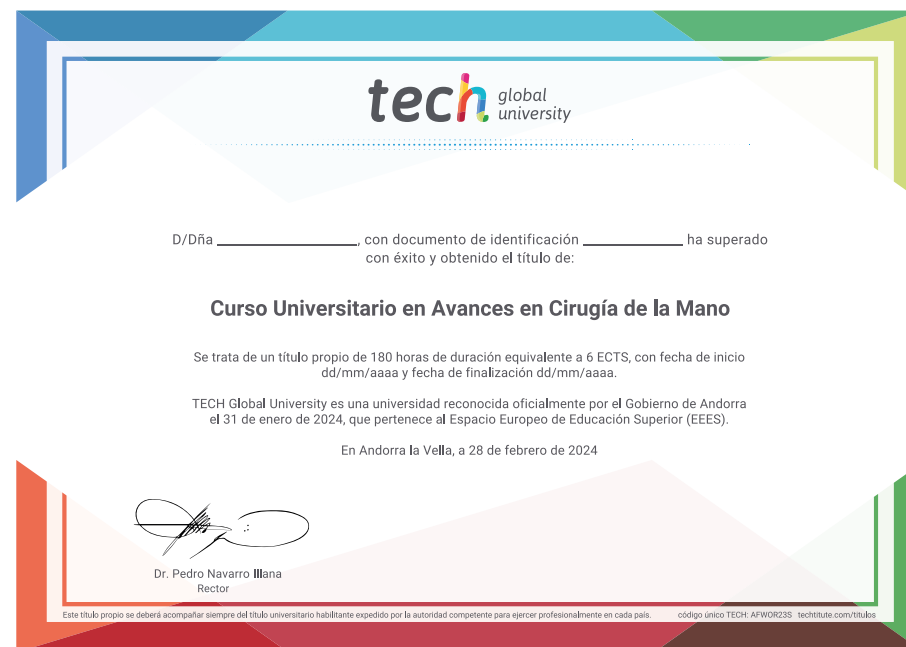 tech global university
D/Dña ____________________, con documento de identificación ______________ ha superado
con éxito y obtenido el título de:
Curso Universitario en Avances en Cirugía de la Mano
Se trata de un título propio de 180 horas de duración equivalente a 6 ECTS, con fecha de inicio
dd/mm/aaaa y fecha de finalización dd/mm/aaaa.
TECH Global University es una universidad reconocida oficialmente por el Gobierno de Andorra
el 31 de enero de 2024, que pertenece al Espacio Europeo de Educación Superior (EEES).
En Andorra la Vella, a 28 de febrero de 2024
Dr. Pedro Navarro Illana
Rector
Este título propio se deberá acompañar siempre del título universitario habilitante expedido por la autoridad competente para ejercer profesionalmente en cada país. código único TECH: AFWOR23S techtitute.com/titulos